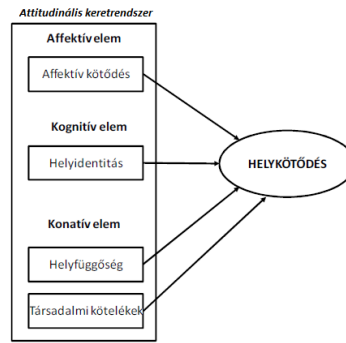 Attitudinális keretrendszer
Affektív elem
Affektív kötődés
Kognitív elem
Helyidentitás
HELYKÖTŐDÉS
Konatív elem
Helyfüggőség
Társadalmi kötelékek